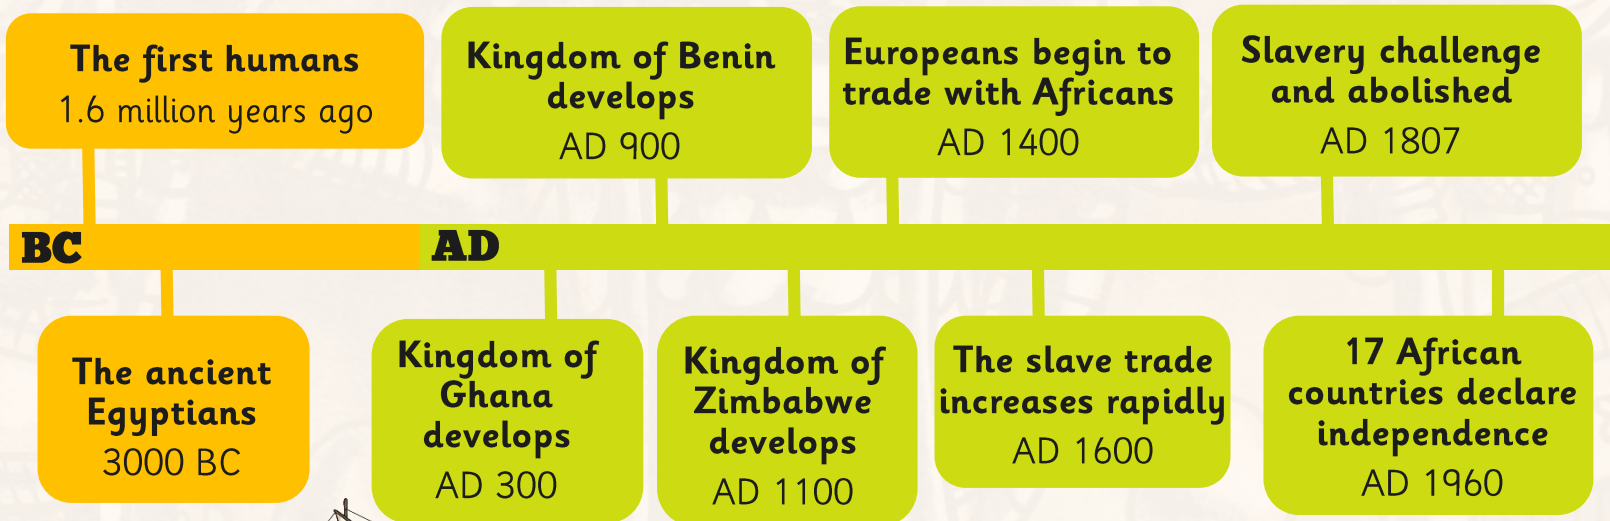 The first humans
1.6 million years ago
Kingdom of Benin
develops
AD 900
Europeans begin to
trade with Africans
AD 1400
Slavery challenge
and abolished
AD 1807
BC
AD
The ancient
Egyptians
3000 BC
Kingdom of
Ghana
develops
AD 300
Kingdom of
Zimbabwe
develops
AD 1100
The slave trade
increases rapidly
AD 1600
17 African
countries declare
independence
AD 1960